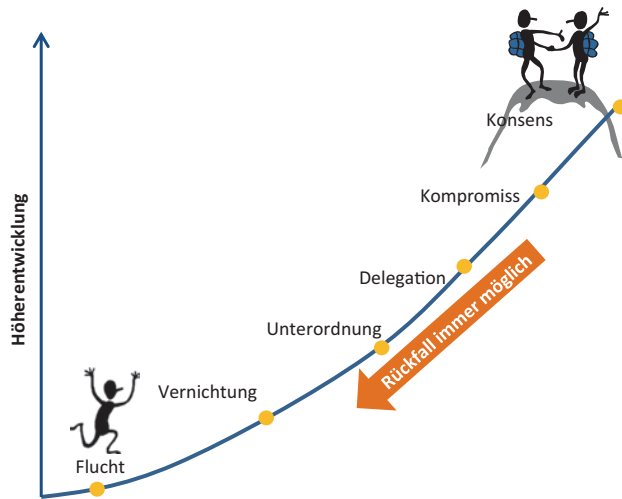 Konsens
Kompromiss
Delegation
Unterordnung
Vernichtung
Flucht
Höherentwicklung
Rückfall immer möglich